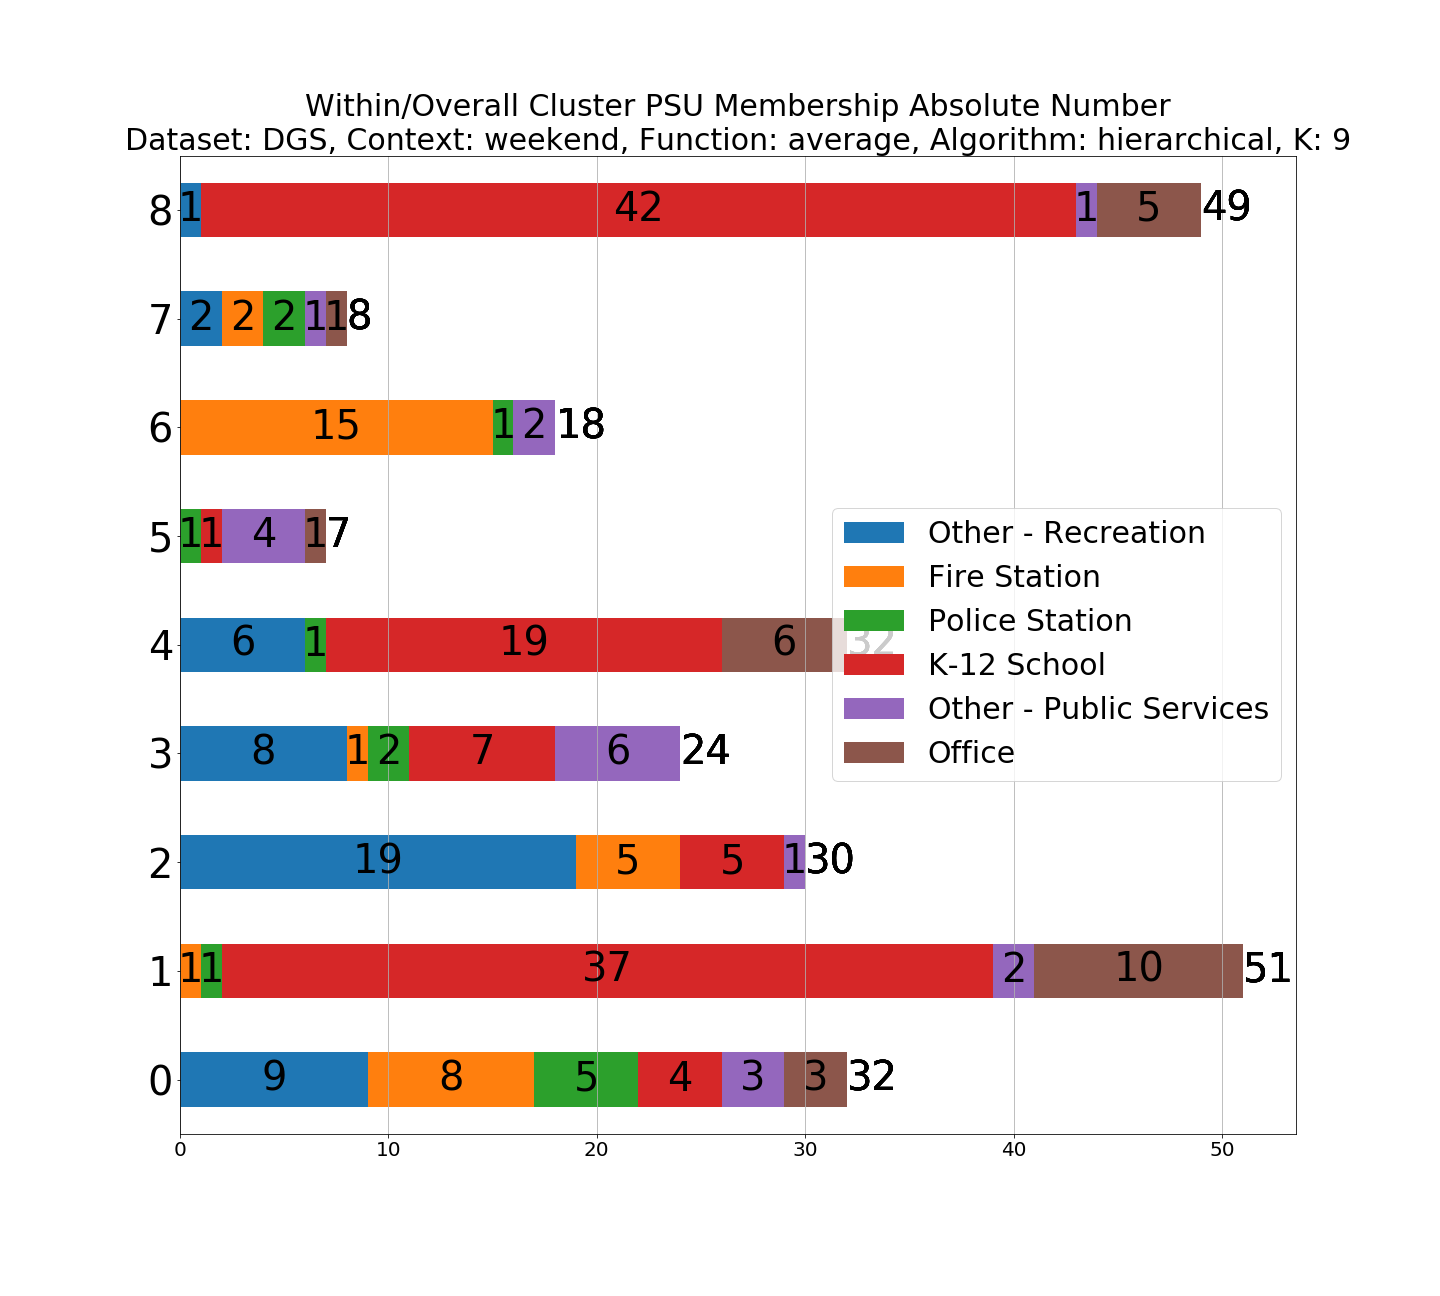 Within/Overall Cluster PSU Membership Absolute Number
Dataset: DGS, Context: weekend, Function: average, Algorithm: hierarchical, K: 9
8 1 42 1 5 49
7 2 2 2 1 1 8
6 15 1 2 18
5 1 1 4 1 7
4 6 1 19 6 32
3 8 1 2 7 6 24
2 19 5 5 1 30
1 1 1 37 2 10 51
0 9 8 5 4 3 3 32
0 10 20 30 40 50
Other - Recreation
Fire Station
Police Station
K-12 School
Other - Public Services
Office